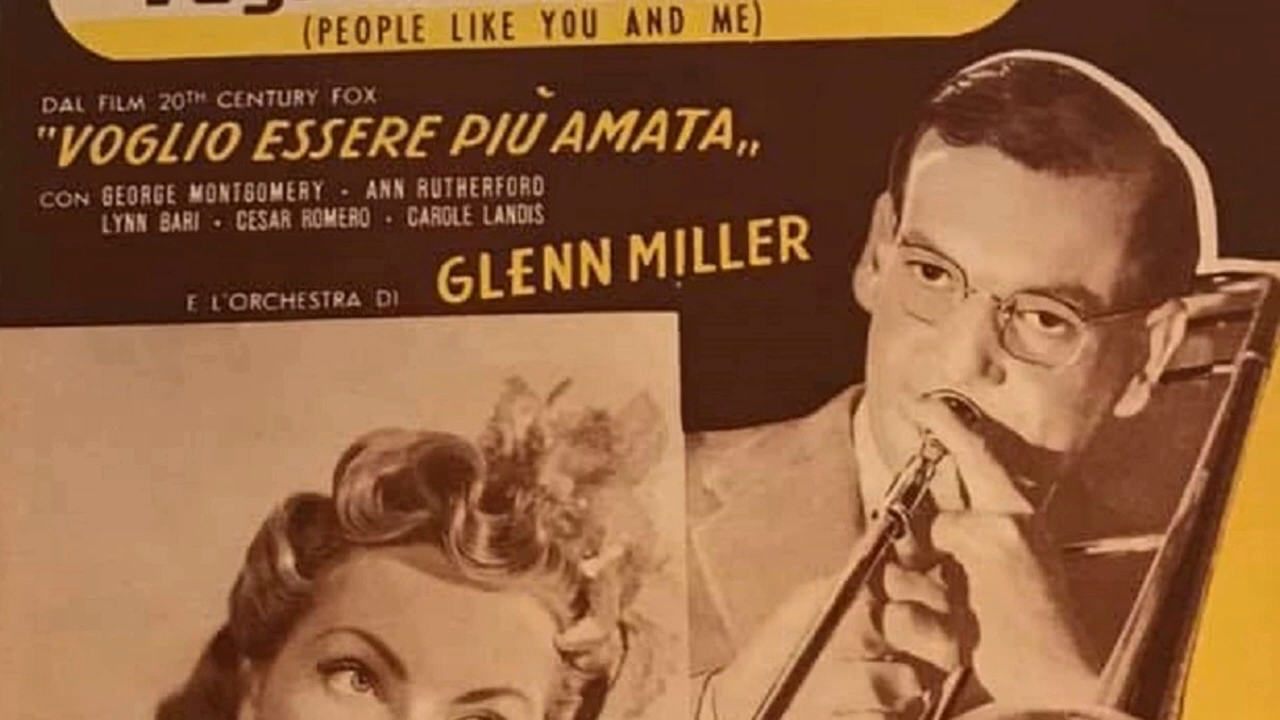 (PEOPLE LIKE YOU AND ME)
DAL FILM 20TH CENTURY FOX
"VOGLIO ESSERE PIÙ AMATA„
CON GEORGE MONTGOMERY - ANN RUTHERFORD
LYNN BARI - CESAR ROMERO - CAROLE LANDIS
E L'ORCHESTRA DI GLENN MILLER